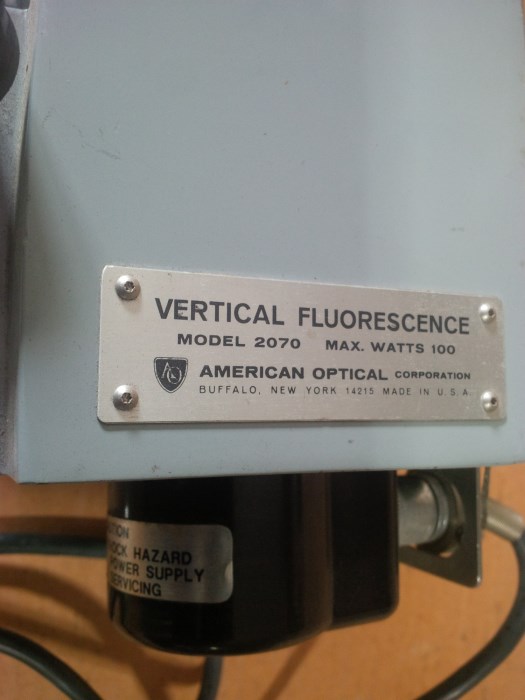 VERTICAL FLUORESCENCE
MODEL 2070 MAX. WATTS 100
AO
AMERICAN OPTICAL CORPORATION
BUFFALO, NEW YORK 14215 MADE IN U.S.A.
HAZARD
POWER SUPPLY
SERVICING